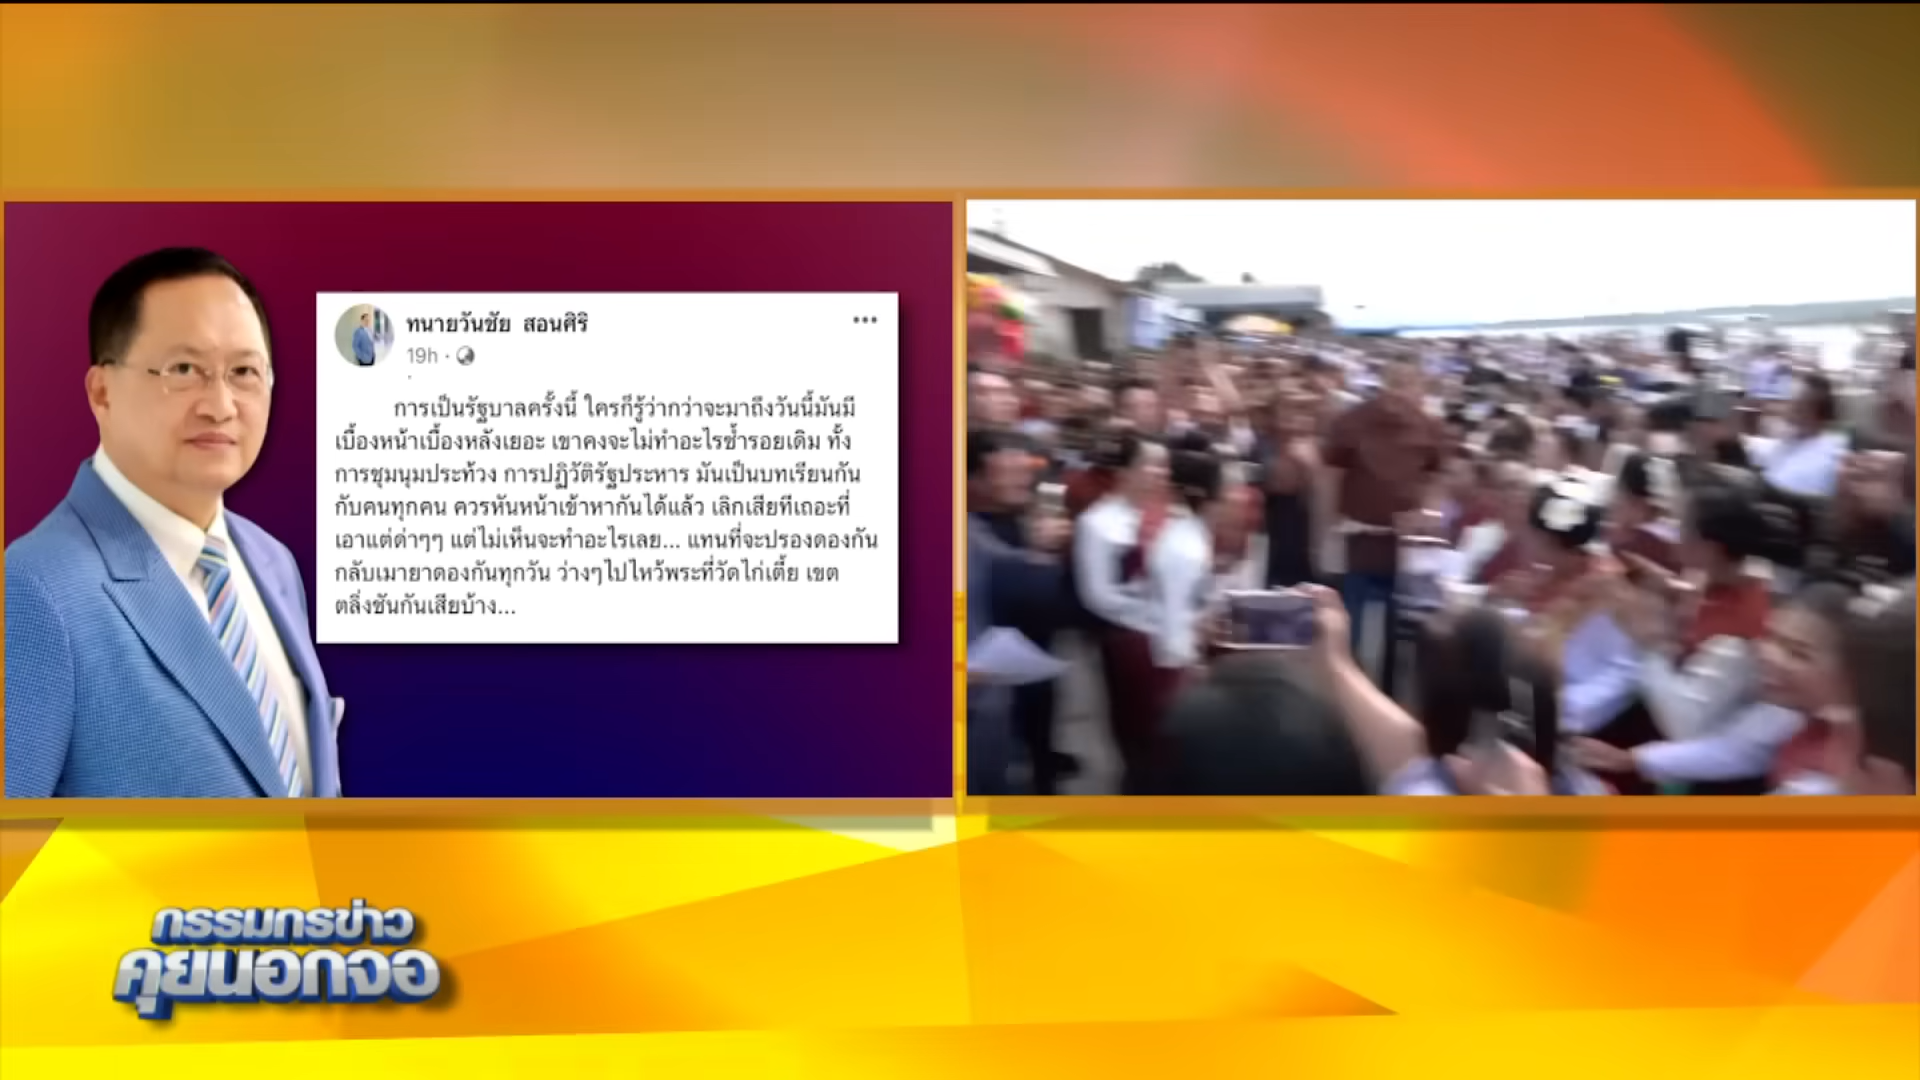 ทนายวันชัย สอนศิริ
19h ·
การเป็นรัฐบาลครั้งนี้ ใครก็รู้ว่ากว่าจะมาถึงวันนี้มันมี
เบื้องหน้าเบื้องหลังเยอะ เขาคงจะไม่ทำอะไรซ้ำรอยเดิม ทั้ง
การชุมนุมประท้วง การปฏิวัติรัฐประหาร มันเป็นบทเรียนกัน
กับคนทุกคน ควรหันหน้าเข้าหากันได้แล้ว เลิกเสียทีเถอะที่
เอาแต่ด่าๆๆ แต่ไม่เห็นจะทำอะไรเลย... แทนที่จะปรองดองกัน
กลับเมายาดองกันทุกวัน ว่างๆไปไหว้พระที่วัดไก่เตี้ย เขต
ตลิ่งชันกันเสียบ้าง...
กรรมกรข่าว
คุยนอกจอ